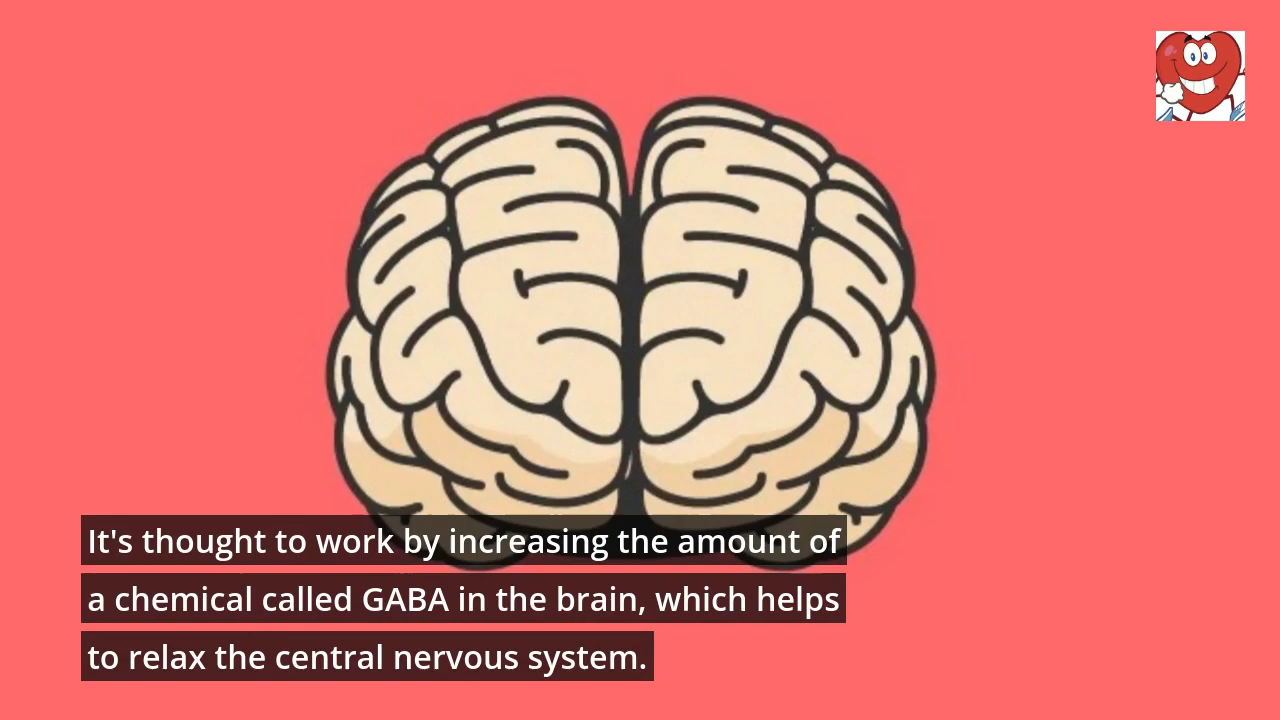 It's thought to work by increasing the amount of
a chemical called GABA in the brain, which helps
to relax the central nervous system.